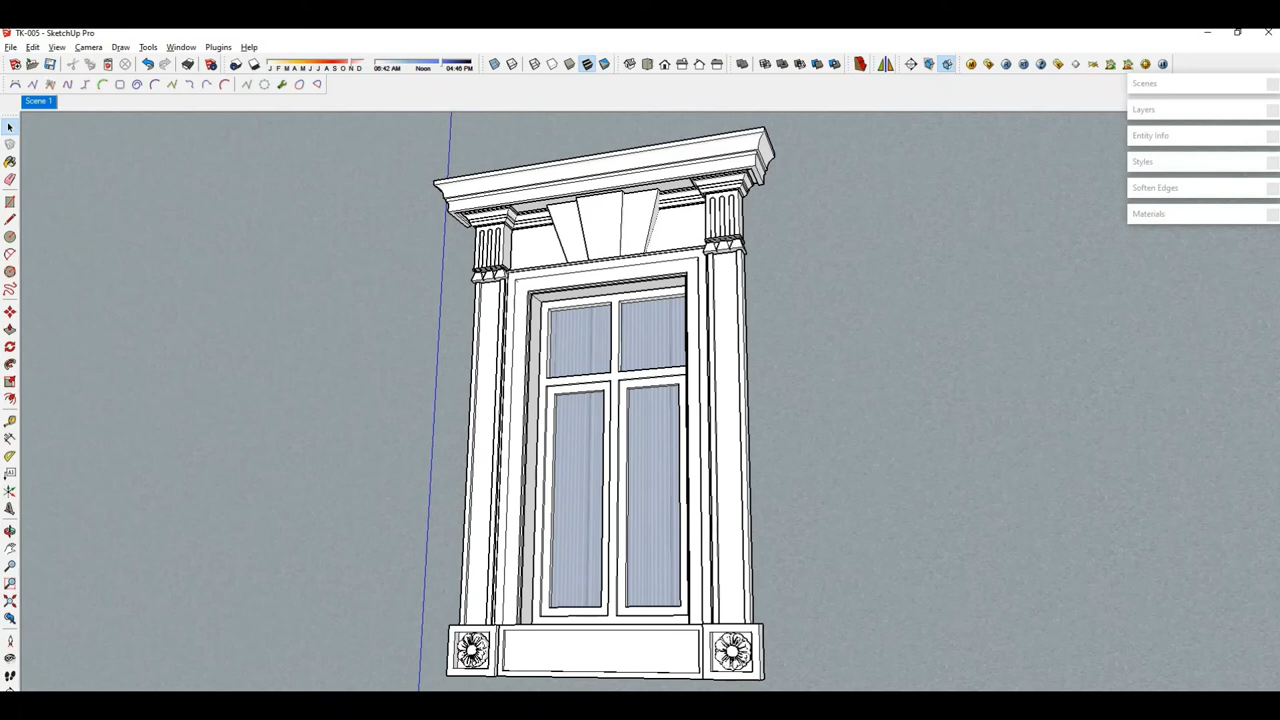 TK-005 - SketchUp Pro
File Edit View Camera Draw Tools Window Plugins Help
J F M A M J J A S O N D 06:42 AM Noon 04:46 PM
Scene 1
Scenes
Layers
Entity Info
Styles
Soften Edges
Materials